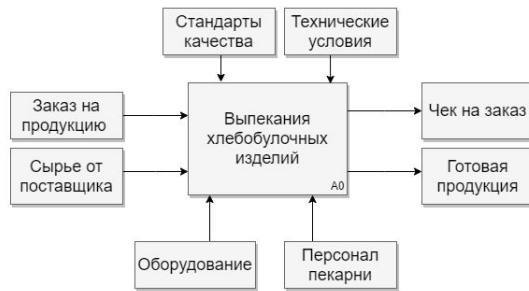 Стандарты
качества
Технические
условия
Заказ на
продукцию
Выпекания
хлебобулочных
изделий
A0
Чек на заказ
Сырье от
поставщика
Готовая
продукция
Оборудование
Персонал
пекарни